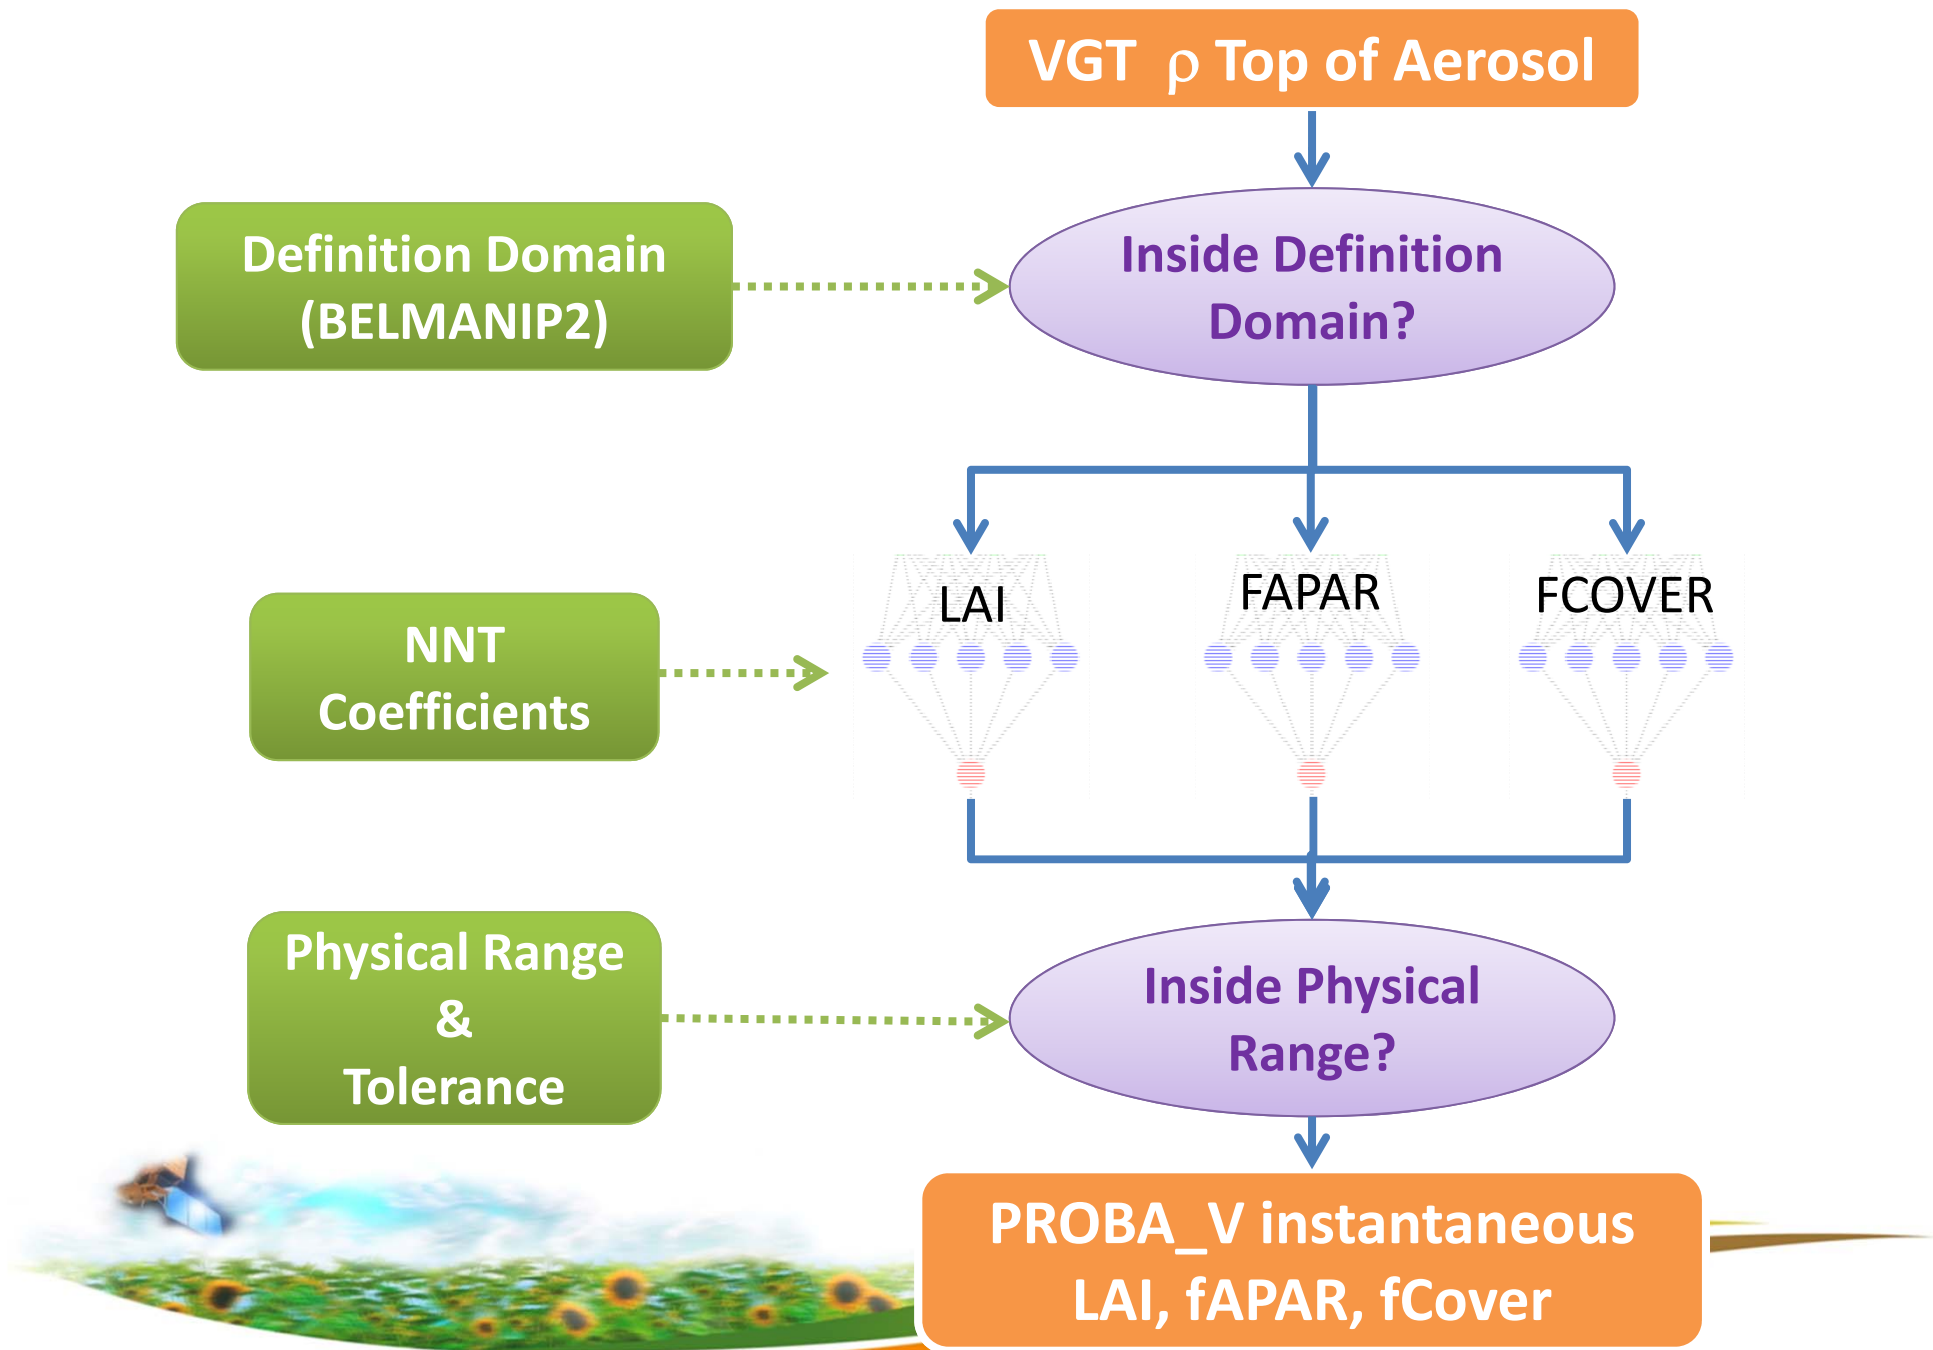 VGT ρ Top of Aerosol
Definition Domain
(BELMANIP2)
Inside Definition
Domain?
LAI
FAPAR
FCOVER
NNT
Coefficients
Physical Range
&
Tolerance
Inside Physical
Range?
PROBA_V instantaneous
LAI, fAPAR, fCover